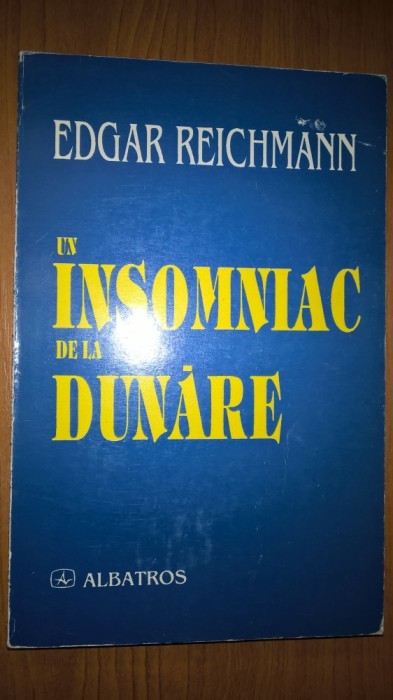 EDGAR REICHMANN
UN
INSOMNIAC
DE LA
DUNĂRE
ALBATROS